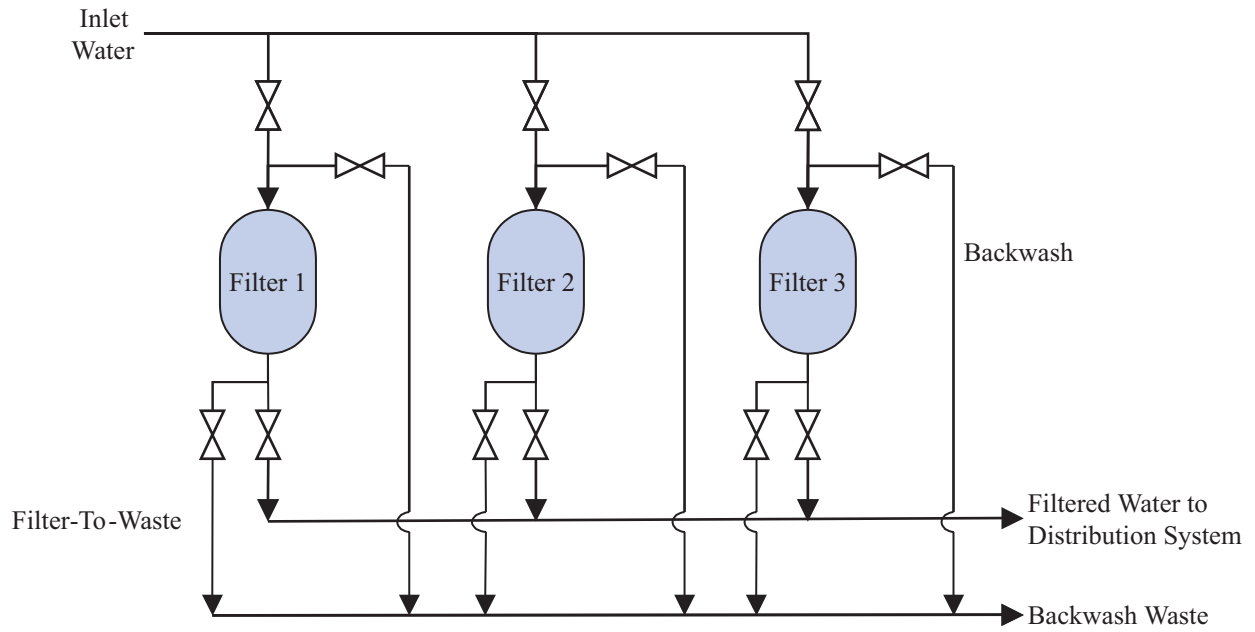 Inlet
Water
Filter 1
Filter 2
Filter 3
Backwash
Filter-To-Waste
Filtered Water to
Distribution System
Backwash Waste